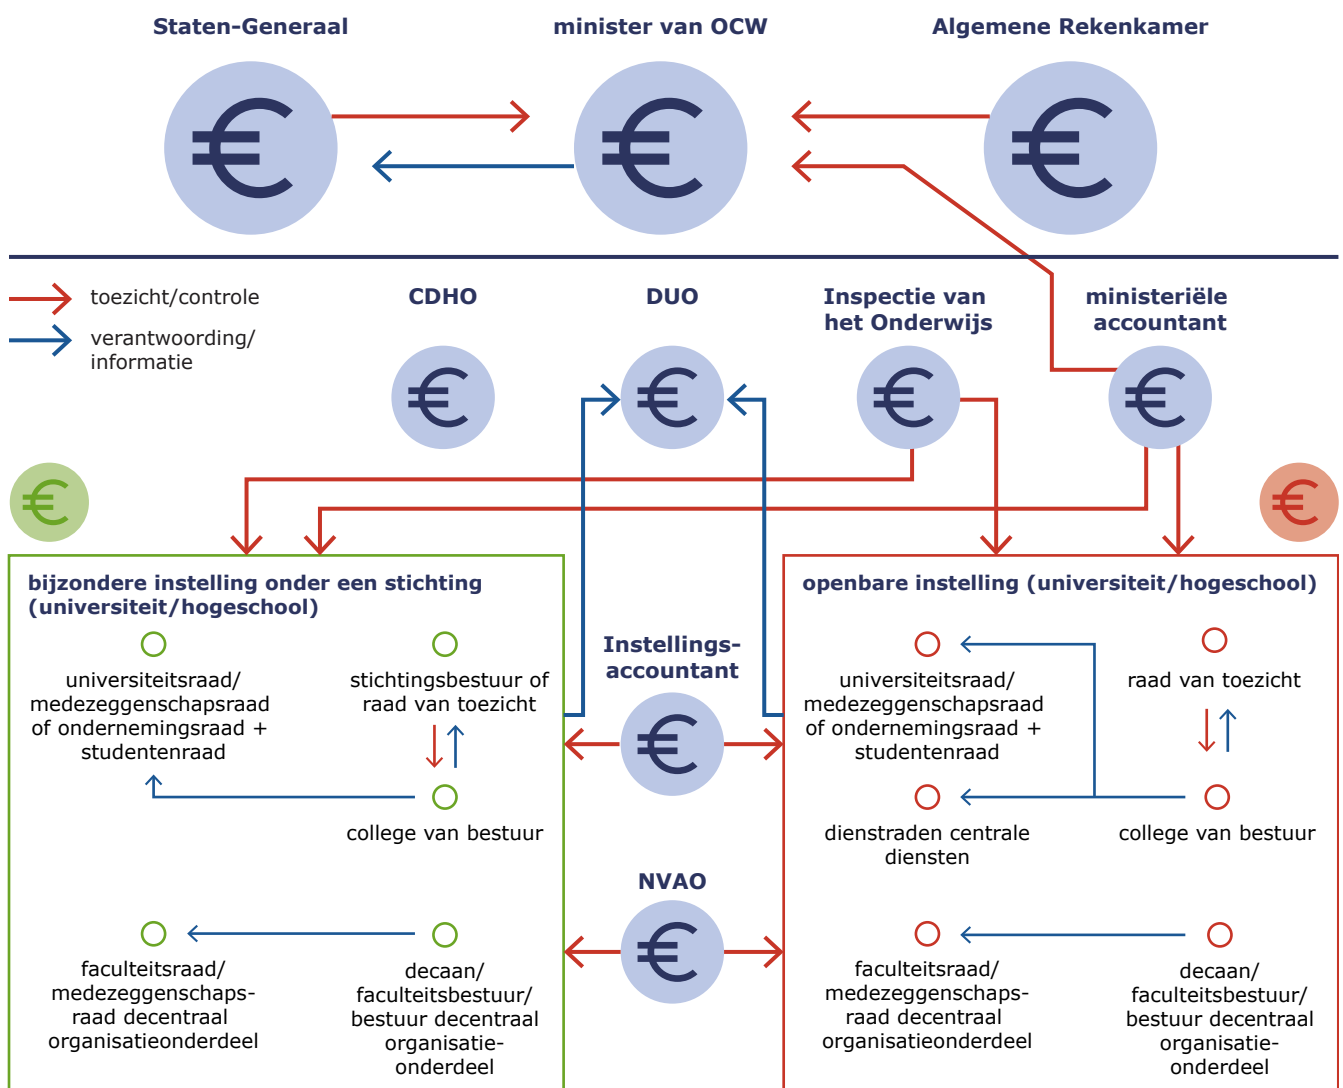 Staten-Generaal
minister van OCW
Algemene Rekenkamer
toezicht/controle
verantwoording/
informatie
CDHO
DUO
Inspectie van
het Onderwijs
ministeriële
accountant
bijzondere instelling onder een stichting
(universiteit/hogeschool)
universiteitsraad/
medezeggenschapsraad
of ondernemingsraad +
studentenraad
stichtingsbestuur of
raad van toezicht
college van bestuur
faculteitsraad/
medezeggenschaps-
raad decentraal
organisatieonderdeel
decaan/
faculteitsbestuur/
bestuur decentraal
organisatie-
onderdeel
Instellings-
accountant
NVAO
openbare instelling (universiteit/hogeschool)
universiteitsraad/
medezeggenschapsraad
of ondernemingsraad +
studentenraad
raad van toezicht
dienstraden centrale
diensten
college van bestuur
faculteitsraad/
medezeggenschaps-
raad decentraal
organisatieonderdeel
decaan/
faculteitsbestuur/
bestuur decentraal
organisatie-
onderdeel